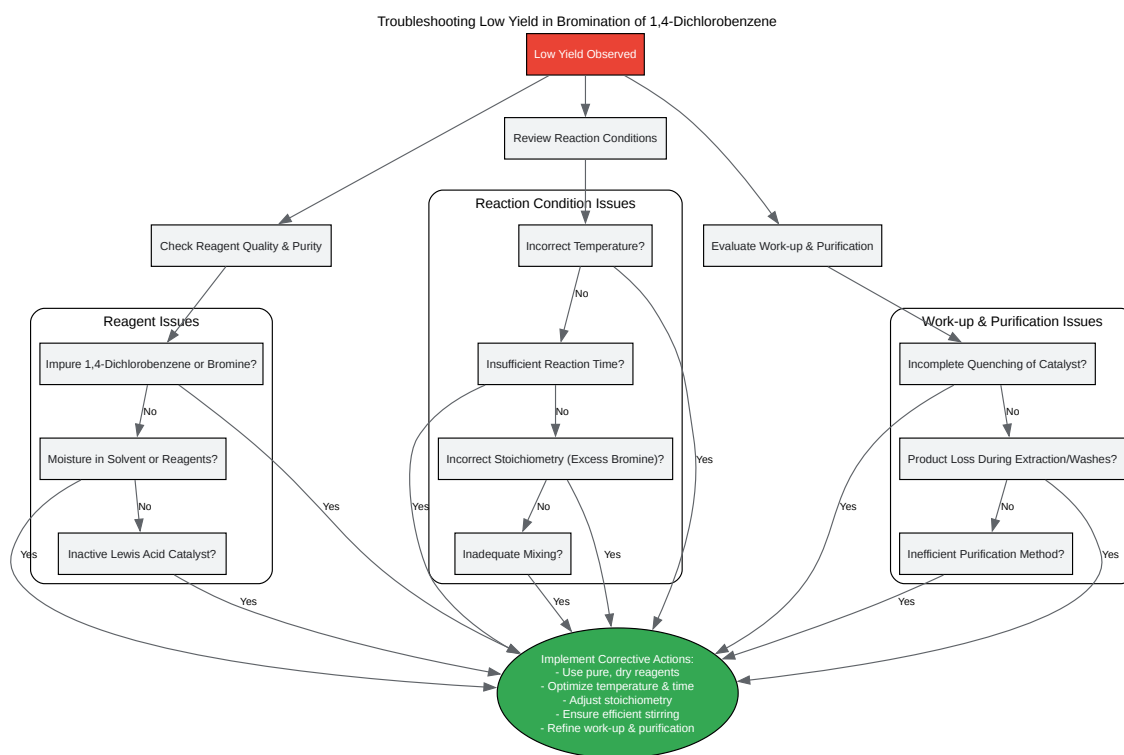 Troubleshooting Low Yield in Bromination of 1,4-Dichlorobenzene
Low Yield Observed
Review Reaction Conditions
Check Reagent Quality & Purity
Evaluate Work-up & Purification
Reaction Condition Issues
Incorrect Temperature?
No
Yes
Insufficient Reaction Time?
No
Yes
Incorrect Stoichiometry (Excess Bromine)?
No
Yes
Inadequate Mixing?
Yes
Reagent Issues
Impure 1,4-Dichlorobenzene or Bromine?
No
Yes
Moisture in Solvent or Reagents?
No
Yes
Inactive Lewis Acid Catalyst?
Yes
Work-up & Purification Issues
Incomplete Quenching of Catalyst?
No
Yes
Product Loss During Extraction/Washes?
No
Yes
Inefficient Purification Method?
Yes
Implement Corrective Actions:
- Use pure, dry reagents
- Optimize temperature & time
- Adjust stoichiometry
- Ensure efficient stirring
- Refine work-up & purification